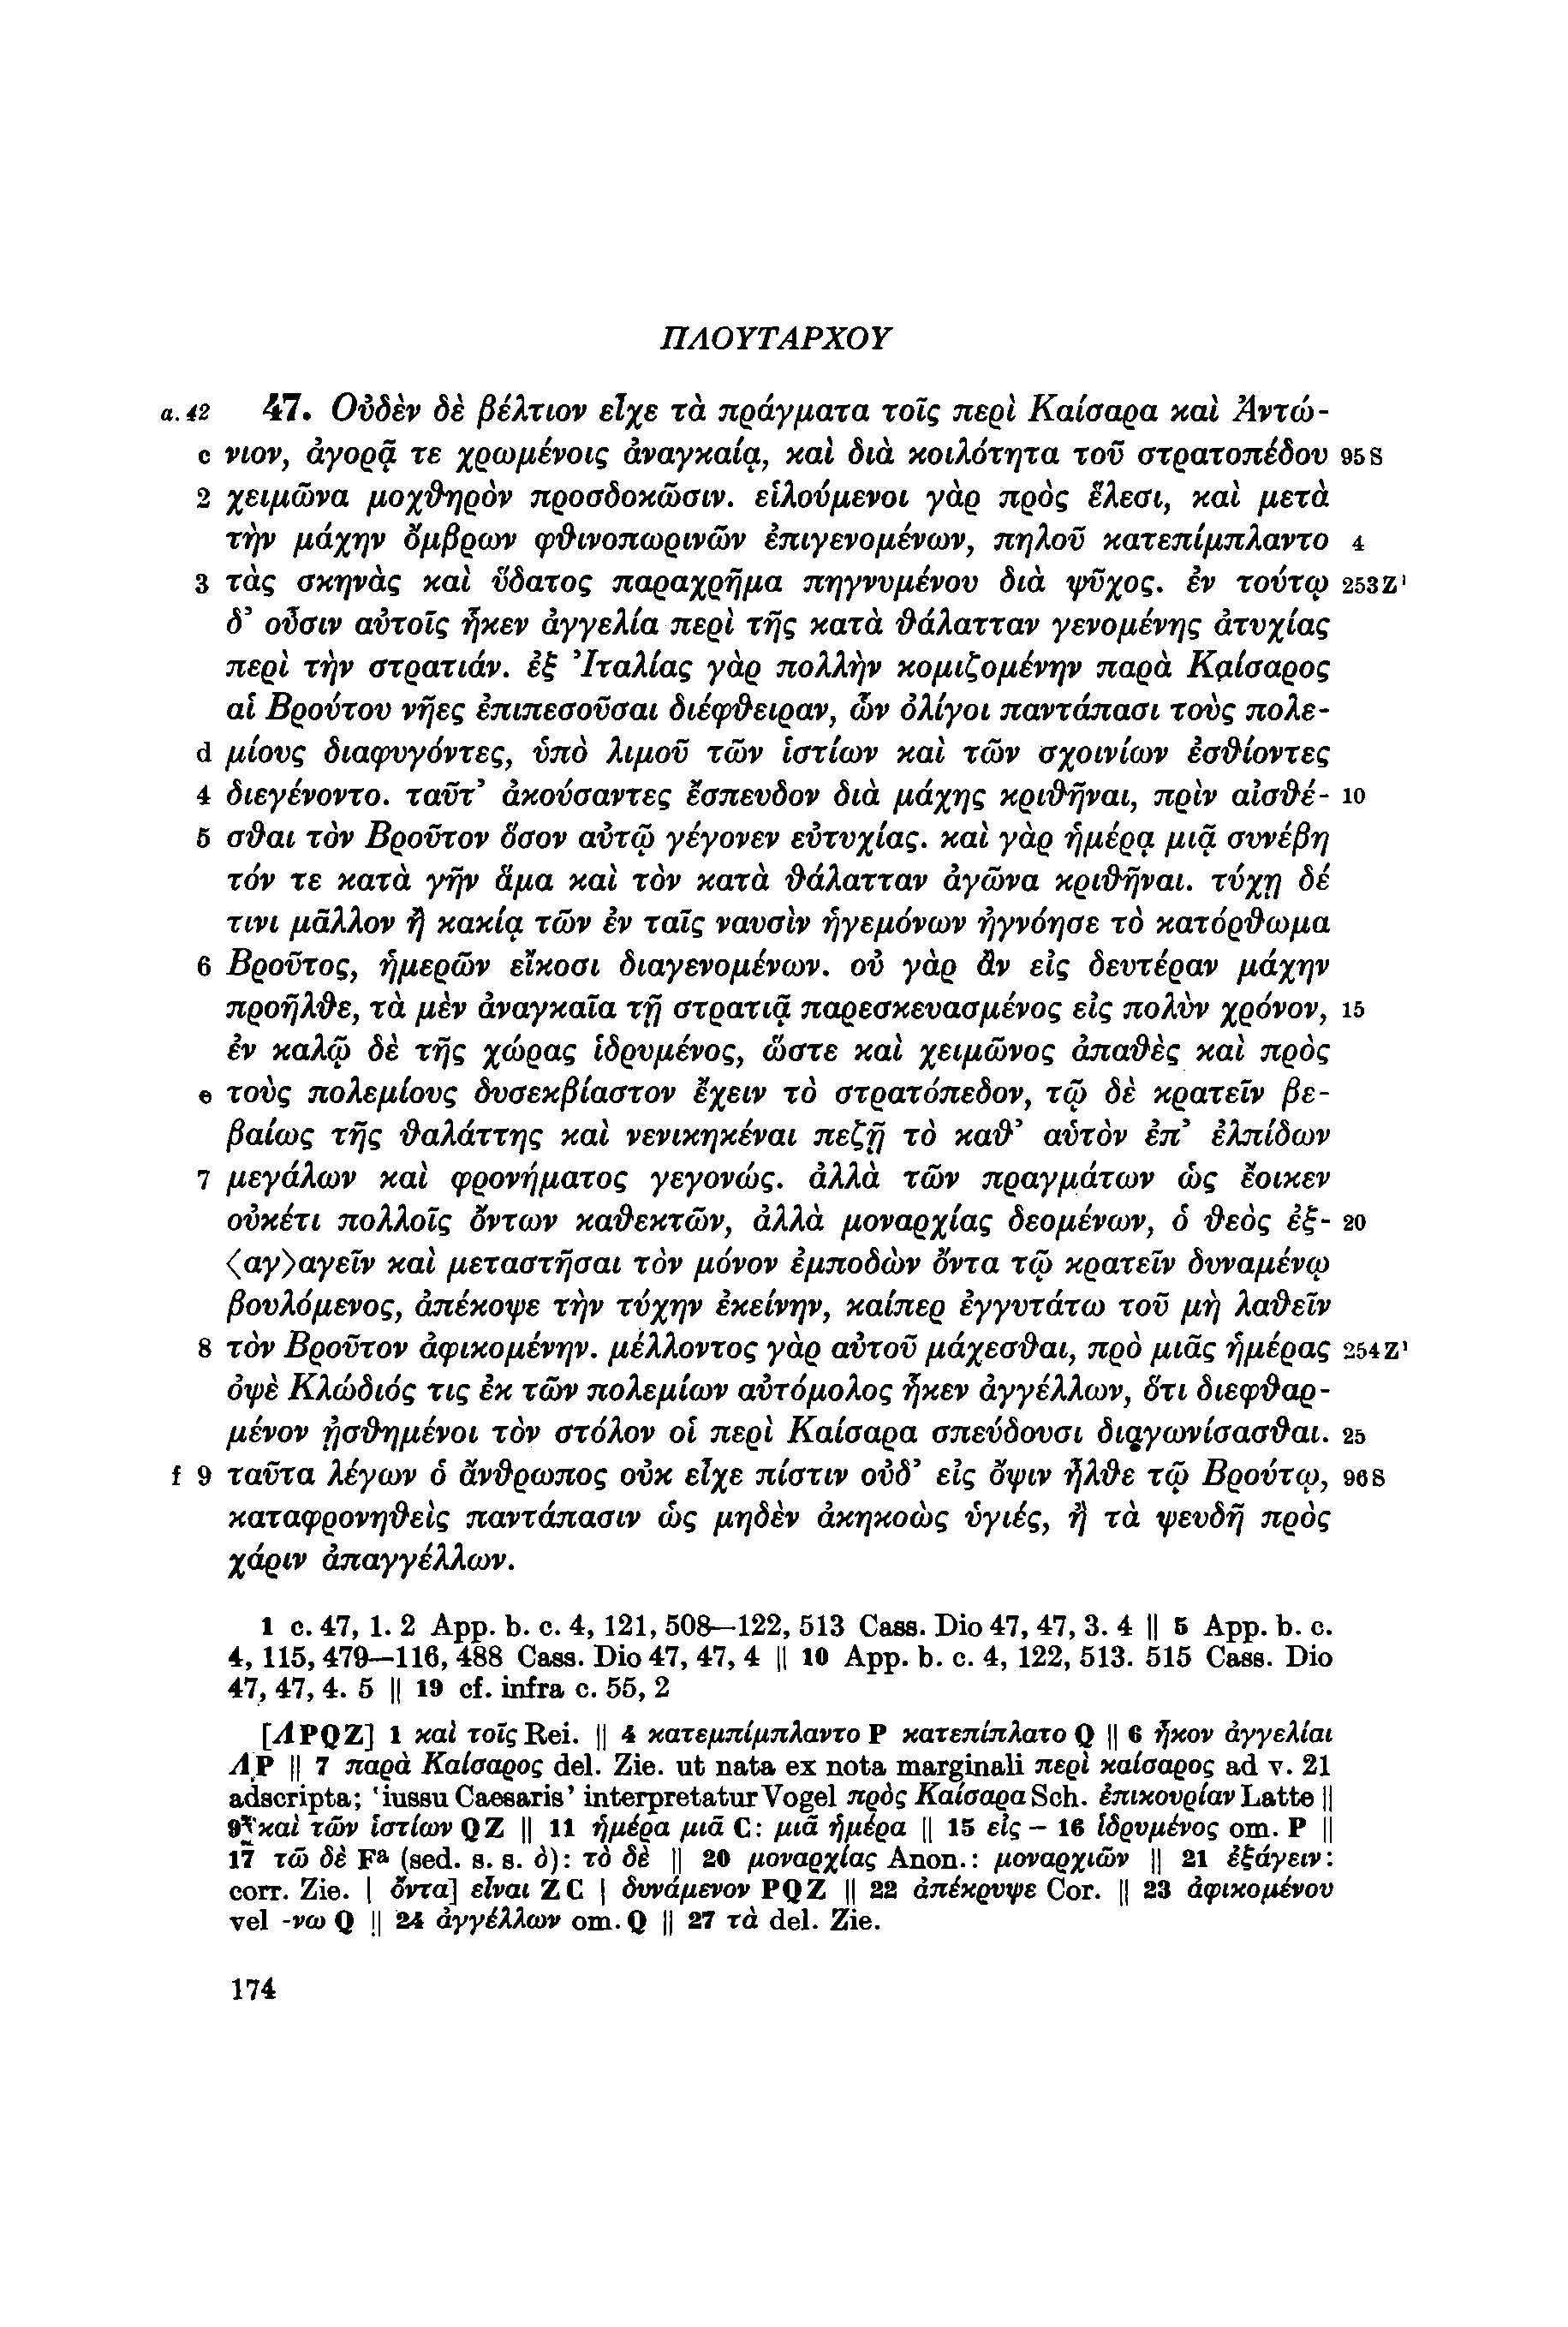 ΠΛΟΥΤΑΡΧΟΥ
a. 42 47. Οὐδὲν δὲ βέλτιον εἶχε τὰ πράγματα τοῖς περὶ Καίσαρα καὶ Ἀντώ-
c νιον, ἀγορᾷ τε χρωμένοις ἀναγκαίᾳ, καὶ διὰ κοιλότητα τοῦ στρατοπέδου 95 S
2 χειμῶνα μοχθηρὸν προσδοκῶσιν. εἱλούμενοι γὰρ πρὸς ἕλεσι, καὶ μετὰ
τὴν μάχην ὄμβρων φθινοπωρινῶν ἐπιγενομένων, πηλοῦ κατεπίμπλαντο 4
3 τὰς σκηνὰς καὶ ὕδατος παραχρῆμα πηγνυμένου διὰ ψῦχος. ἐν τούτῳ 253 Z¹
δ’ οὖσιν αὐτοῖς ἧκεν ἀγγελία περὶ τῆς κατὰ θάλατταν γενομένης ἀτυχίας
περὶ τὴν στρατιάν. ἐξ Ἰταλίας γὰρ πολλὴν κομιζομένην παρὰ Καίσαρος
αἱ Βρούτου νῆες ἐπιπεσοῦσαι διέφθειραν, ὧν ὀλίγοι παντάπασι τοὺς πολε-
d μίους διαφυγόντες, ὑπὸ λιμοῦ τῶν ἱστίων καὶ τῶν σχοινίων ἐσθίοντες
4 διεγένοντο. ταῦτ’ ἀκούσαντες ἔσπευδον διὰ μάχης κριθῆναι, πρὶν αἰσθέ- 10
5 σθαι τὸν Βροῦτον ὅσον αὐτῷ γέγονεν εὐτυχίας. καὶ γὰρ ἡμέρᾳ μιᾷ συνέβη
τόν τε κατὰ γῆν ἅμα καὶ τὸν κατὰ θάλατταν ἀγῶνα κριθῆναι. τύχῃ δέ
τινι μᾶλλον ἢ κακίᾳ τῶν ἐν ταῖς ναυσὶν ἡγεμόνων ἠγνόησε τὸ κατόρθωμα
6 Βροῦτος, ἡμερῶν εἴκοσι διαγενομένων. οὐ γὰρ ἂν εἰς δευτέραν μάχην
προῆλθε, τὰ μὲν ἀναγκαῖα τῇ στρατιᾷ παρεσκευασμένος εἰς πολὺν χρόνον, 15
ἐν καλῷ δὲ τῆς χώρας ἱδρυμένος, ὥστε καὶ χειμῶνος ἀπαθὲς καὶ πρὸς
e τοὺς πολεμίους δυσεκβίαστον ἔχειν τὸ στρατόπεδον, τῷ δὲ κρατεῖν βε-
βαίως τῆς θαλάττης καὶ νενικηκέναι πεζῇ τὸ καθ’ αὑτὸν ἐπ’ ἐλπίδων
7 μεγάλων καὶ φρονήματος γεγονώς. ἀλλὰ τῶν πραγμάτων ὡς ἔοικεν
οὐκέτι πολλοῖς ὄντων καθεκτῶν, ἀλλὰ μοναρχίας δεομένων, ὁ θεὸς ἐξ- 20
⟨αγ⟩αγεῖν καὶ μεταστῆσαι τὸν μόνον ἐμποδὼν ὄντα τῷ κρατεῖν δυναμένῳ
βουλόμενος, ἀπέκοψε τὴν τύχην ἐκείνην, καίπερ ἐγγυτάτω τοῦ μὴ λαθεῖν
8 τὸν Βροῦτον ἀφικομένην. μέλλοντος γὰρ αὐτοῦ μάχεσθαι, πρὸ μιᾶς ἡμέρας 254 Z¹
ὀψὲ Κλώδιός τις ἐκ τῶν πολεμίων αὐτόμολος ἧκεν ἀγγέλλων, ὅτι διεφθαρ-
μένον ᾐσθημένοι τὸν στόλον οἱ περὶ Καίσαρα σπεύδουσι διαγωνίσασθαι. 25
f 9 ταῦτα λέγων ὁ ἄνθρωπος οὐκ εἶχε πίστιν οὐδ’ εἰς ὄψιν ἦλθε τῷ Βρούτῳ, 96 S
καταφρονηθεὶς παντάπασιν ὡς μηδὲν ἀκηκοὼς ὑγιές, ἢ τὰ ψευδῆ πρὸς
χάριν ἀπαγγέλλων.
1 c. 47, 1. 2 App. b. c. 4, 121, 508—122, 513 Cass. Dio 47, 47, 3. 4 || 5 App. b. c.
4, 115, 479—116, 488 Cass. Dio 47, 47, 4 || 10 App. b. c. 4, 122, 513. 515 Cass. Dio
47, 47, 4. 5 || 19 cf. infra c. 55, 2
[ΛPQZ] 1 καὶ τοῖς Rei. || 4 κατεμπίμπλαντο P κατεπίπλατο Q || 6 ἧκον ἀγγελίαι
ΛP || 7 παρὰ Καίσαρος del. Zie. ut nata ex nota marginali περὶ καίσαρος ad v. 21
adscripta; ‘iussu Caesaris’ interpretatur Vogel πρὸς Καίσαρα Sch. ἐπικουρίαν Latte ||
9 καὶ τῶν ἱστίων QZ || 11 ἡμέρα μιᾶ C: μιᾶ ἡμέρα || 15 εἰς – 16 ἱδρυμένος om. P ||
17 τῶ δὲ Fª (sed. s. s. ὸ): τὸ δὲ || 20 μοναρχίας Anon.: μοναρχιῶν || 21 ἐξάγειν:
corr. Zie. | ὄντα] εἶναι ZC | δυνάμενον PQZ || 22 ἀπέκρυψε Cor. || 23 ἀφικομένου
vel -νω Q || 24 ἀγγέλλων om. Q || 27 τὰ del. Zie.
174